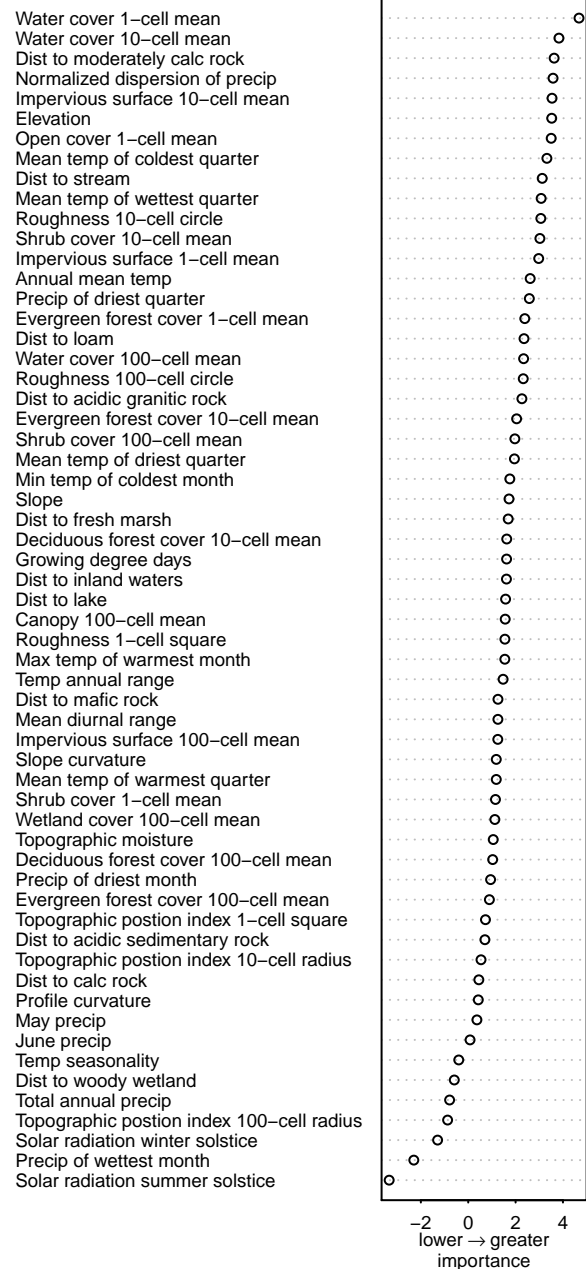 Water cover 1−cell mean
Water cover 10−cell mean
Dist to moderately calc rock
Normalized dispersion of precip
Impervious surface 10−cell mean
Elevation
Open cover 1−cell mean
Mean temp of coldest quarter
Dist to stream
Mean temp of wettest quarter
Roughness 10−cell circle
Shrub cover 10−cell mean
Impervious surface 1−cell mean
Annual mean temp
Precip of driest quarter
Evergreen forest cover 1−cell mean
Dist to loam
Water cover 100−cell mean
Roughness 100−cell circle
Dist to acidic granitic rock
Evergreen forest cover 10−cell mean
Shrub cover 100−cell mean
Mean temp of driest quarter
Min temp of coldest month
Slope
Dist to fresh marsh
Deciduous forest cover 10−cell mean
Growing degree days
Dist to inland waters
Dist to lake
Canopy 100−cell mean
Roughness 1−cell square
Max temp of warmest month
Temp annual range
Dist to mafic rock
Mean diurnal range
Impervious surface 100−cell mean
Slope curvature
Mean temp of warmest quarter
Shrub cover 1−cell mean
Wetland cover 100−cell mean
Topographic moisture
Deciduous forest cover 100−cell mean
Precip of driest month
Evergreen forest cover 100−cell mean
Topographic postion index 1−cell square
Dist to acidic sedimentary rock
Topographic postion index 10−cell radius
Dist to calc rock
Profile curvature
May precip
June precip
Temp seasonality
Dist to woody wetland
Total annual precip
Topographic postion index 100−cell radius
Solar radiation winter solstice
Precip of wettest month
Solar radiation summer solstice
−2 0 2 4
lower → greater
importance